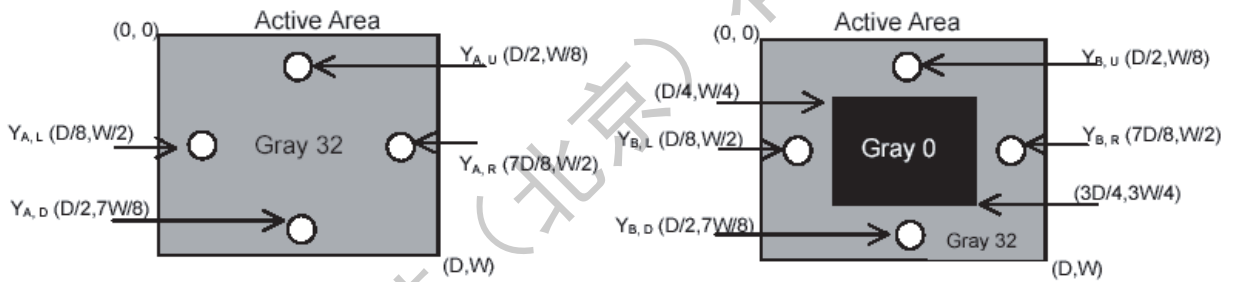 Active Area
(0, 0)
YA, U (D/2,W/8)
YA, L (D/8,W/2)
Gray 32
YA, R (7D/8,W/2)
YA, D (D/2,7W/8)
(D,W)
Active Area
(0, 0)
YB, U (D/2,W/8)
(D/4,W/4)
YB, L (D/8,W/2)
Gray 0
YB, R (7D/8,W/2)
(3D/4,3W/4)
YB, D (D/2,7W/8)
Gray 32
(D,W)
(北京)